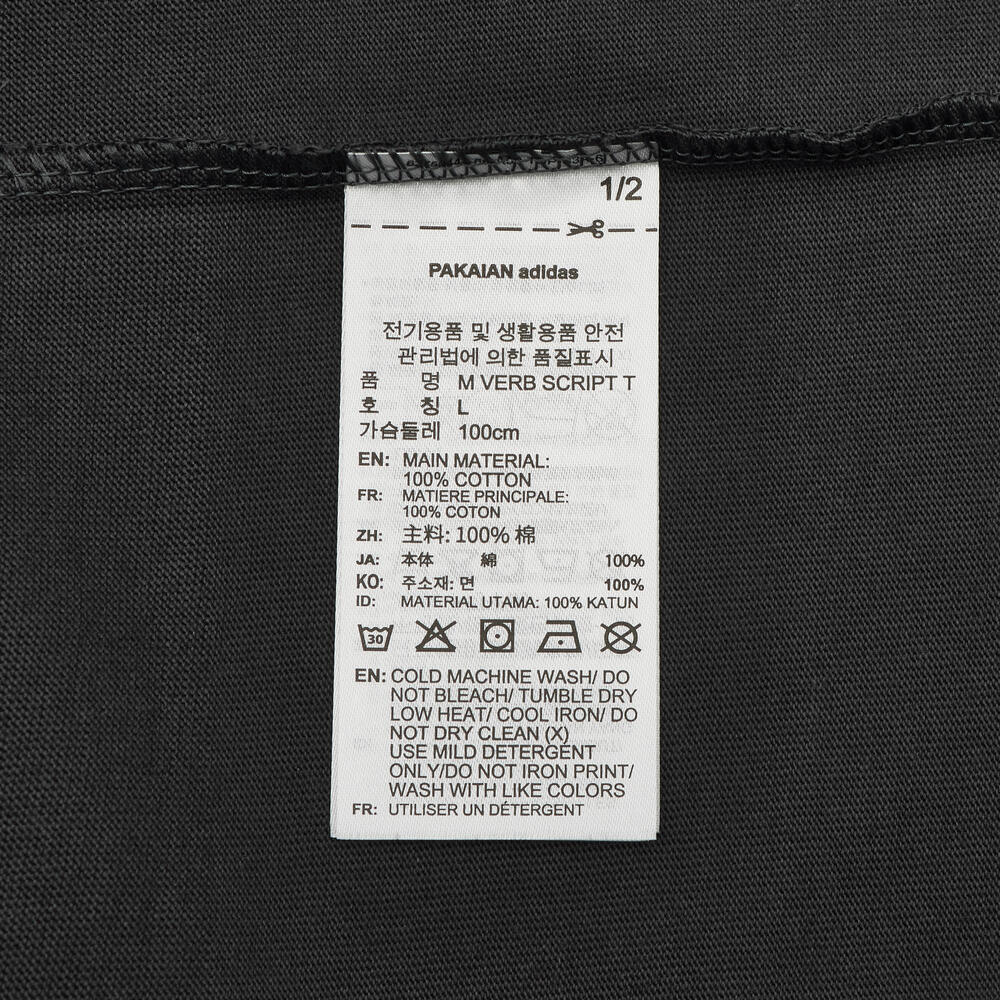 1/2
PAKAIAN adidas
전기용품 및 생활용품 안전
관리법에 의한 품질표시
품 명 M VERB SCRIPT T
호 칭 L
가슴둘레 100cm
EN: MAIN MATERIAL:
100% COTTON
FR: MATIERE PRINCIPALE:
100% COTON
ZH: 主料: 100% 棉
JA: 本体 綿 100%
KO: 주소재: 면 100%
ID: MATERIAL UTAMA: 100% KATUN
30
EN: COLD MACHINE WASH/ DO
NOT BLEACH/ TUMBLE DRY
LOW HEAT/ COOL IRON/ DO
NOT DRY CLEAN (X)
USE MILD DETERGENT
ONLY/DO NOT IRON PRINT/
WASH WITH LIKE COLORS
FR: UTILISER UN DÉTERGENT